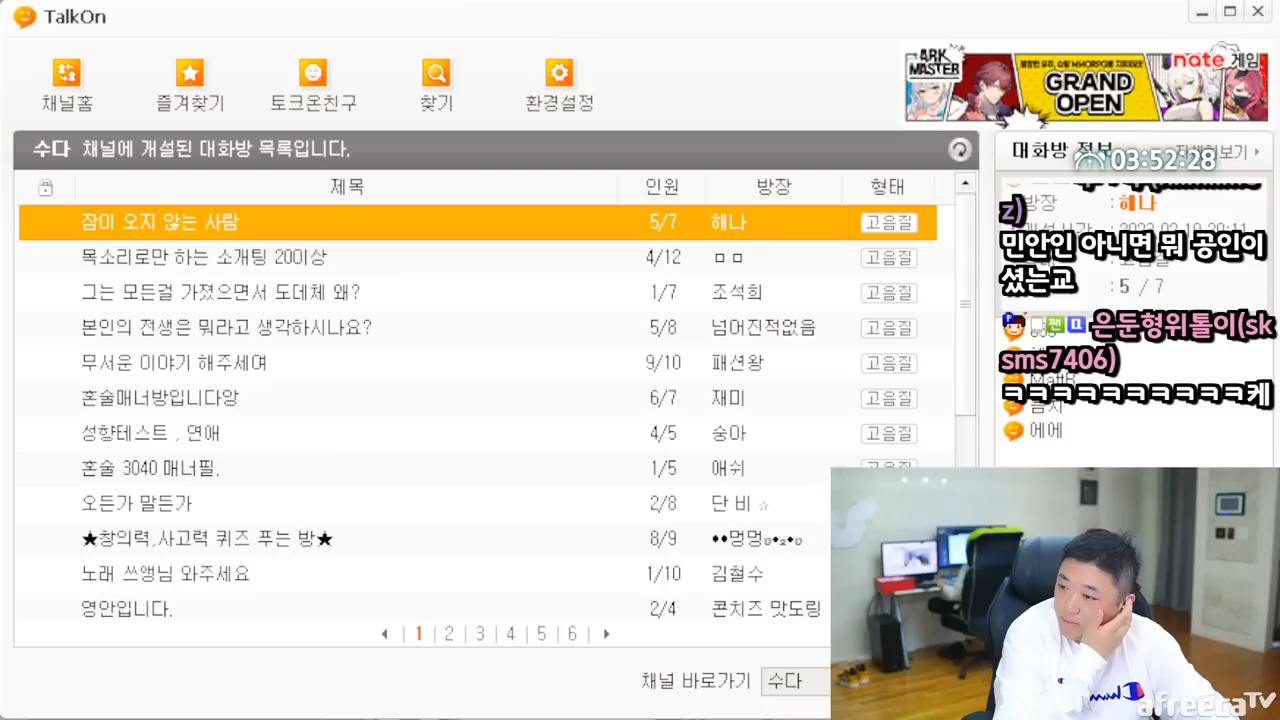 TalkOn
채널홈
즐겨찾기
토크온친구
찾기
환경설정
ARK MASTER
GRAND OPEN
nate 게임
수다 채널에 개설된 대화방 목록입니다.
제목 인원 방장 형태
잠이 오지 않는 사람 5/7 해나 고음질
목소리로만 하는 소개팅 20이상 4/12 ㅁㅁ 고음질
그는 모든걸 가졌으면서 도데체 왜? 1/7 조석희 고음질
본인의 전생은 뭐라고 생각하시나요? 5/8 넘어진적없음 고음질
무서운 이야기 해주세여 9/10 패션왕 고음질
혼술매너방입니다앙 6/7 재미 고음질
성향테스트 , 연애 4/5 숭아 고음질
혼술 3040 매너필. 1/5 애쉬 고음질
오든가 말든가 2/8 단 비 ☆
★창의력,사고력 퀴즈 푸는 방★ 8/9 ••멍멍
노래 쓰앵님 와주세요 1/10 김철수
영안입니다. 2/4 콘치즈 맛도링
1 | 2 | 3 | 4 | 5 | 6
채널 바로가기 수다
대화방 정보
03:52:28
방장 : 해나
z)
민안인 아니면 뭐 공인이
셨는교
: 5 / 7
은둔형위톨이(sk
sms7406)
MattB
ㅋㅋㅋㅋㅋㅋㅋㅋㅋㅋ케
음치
에에
Champion
afreecaTV